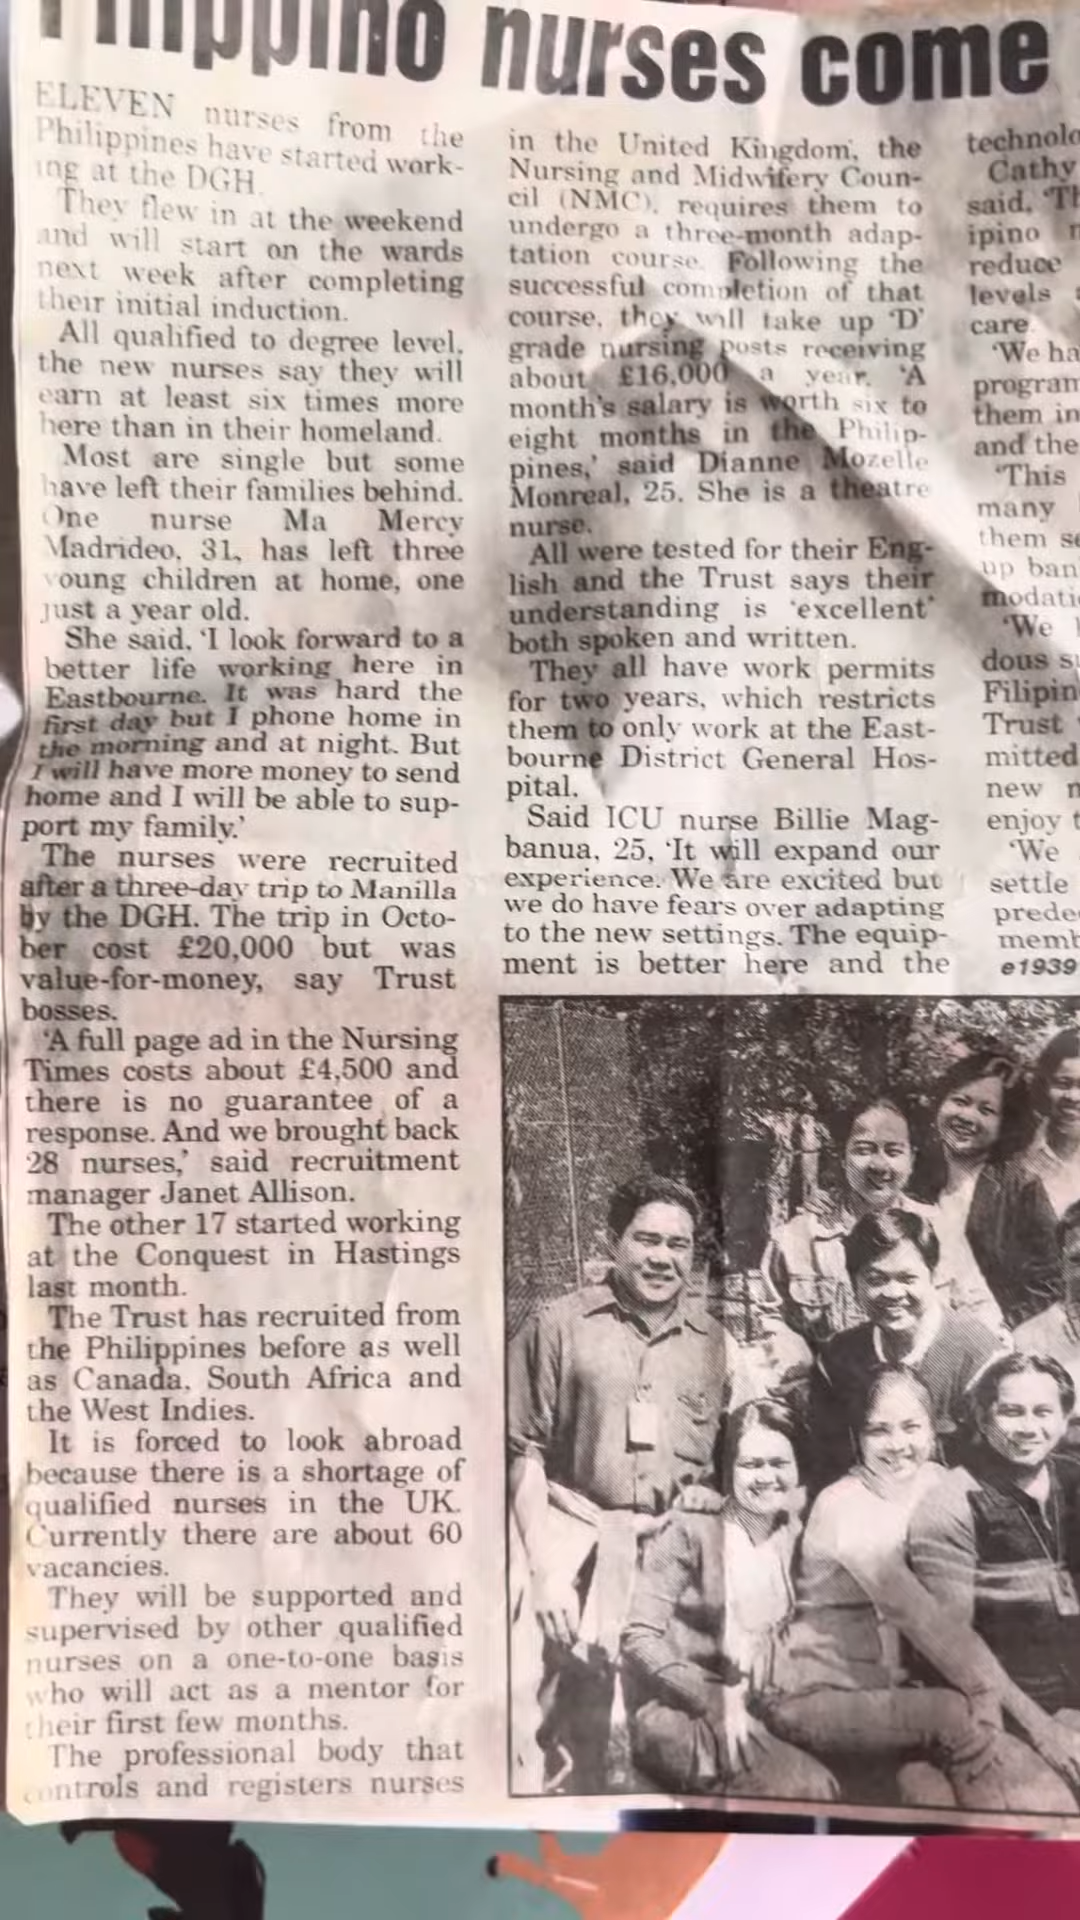 nurses come
ELEVEN nurses from the
Philippines have started work-
ing at the DGH.
They flew in at the weekend
and will start on the wards
next week after completing
their initial induction.
All qualified to degree level,
the new nurses say they will
earn at least six times more
here than in their homeland.
Most are single but some
have left their families behind.
One nurse Ma Mercy
Madrideo, 31, has left three
young children at home, one
just a year old.
She said, ‘I look forward to a
better life working here in
Eastbourne. It was hard the
first day but I phone home in
the morning and at night. But
I will have more money to send
home and I will be able to sup-
port my family.’
The nurses were recruited
after a three-day trip to Manilla
by the DGH. The trip in Octo-
ber cost £20,000 but was
value-for-money, say Trust
bosses.
‘A full page ad in the Nursing
Times costs about £4,500 and
there is no guarantee of a
response. And we brought back
28 nurses,’ said recruitment
manager Janet Allison.
The other 17 started working
at the Conquest in Hastings
last month.
The Trust has recruited from
the Philippines before as well
as Canada, South Africa and
the West Indies.
It is forced to look abroad
because there is a shortage of
qualified nurses in the UK.
Currently there are about 60
vacancies.
They will be supported and
supervised by other qualified
nurses on a one-to-one basis
who will act as a mentor for
their first few months.
The professional body that
controls and registers nurses
in the United Kingdom, the
Nursing and Midwifery Coun-
cil (NMC), requires them to
undergo a three-month adap-
tation course. Following the
successful completion of that
course, they will take up ‘D’
grade nursing posts receiving
about £16,000 a year. ‘A
month’s salary is worth six to
eight months in the Philip-
pines,’ said Dianne Mozelle
Monreal, 25. She is a theatre
nurse.
All were tested for their Eng-
lish and the Trust says their
understanding is ‘excellent’
both spoken and written.
They all have work permits
for two years, which restricts
them to only work at the East-
bourne District General Hos-
pital.
Said ICU nurse Billie Mag-
banua, 25, ‘It will expand our
experience. We are excited but
we do have fears over adapting
to the new settings. The equip-
ment is better here and the
technolo
Cathy
said, ‘Th
ipino
reduce
levels
care.
‘We ha
program
them in
and the
‘This
many
them se
up ban
modati
‘We
dous su
Filipin
Trust
mitted
new
enjoy t
‘We
settle
prede
memb
e1939